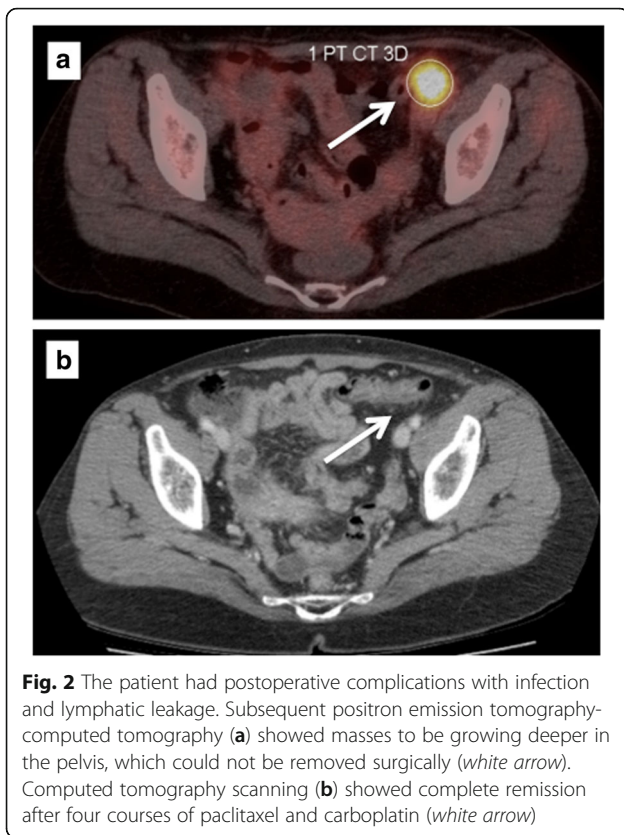 a
1 PT CT 3D
b
Fig. 2 The patient had postoperative complications with infection
and lymphatic leakage. Subsequent positron emission tomography-
computed tomography (a) showed masses to be growing deeper in
the pelvis, which could not be removed surgically (white arrow).
Computed tomography scanning (b) showed complete remission
after four courses of paclitaxel and carboplatin (white arrow)